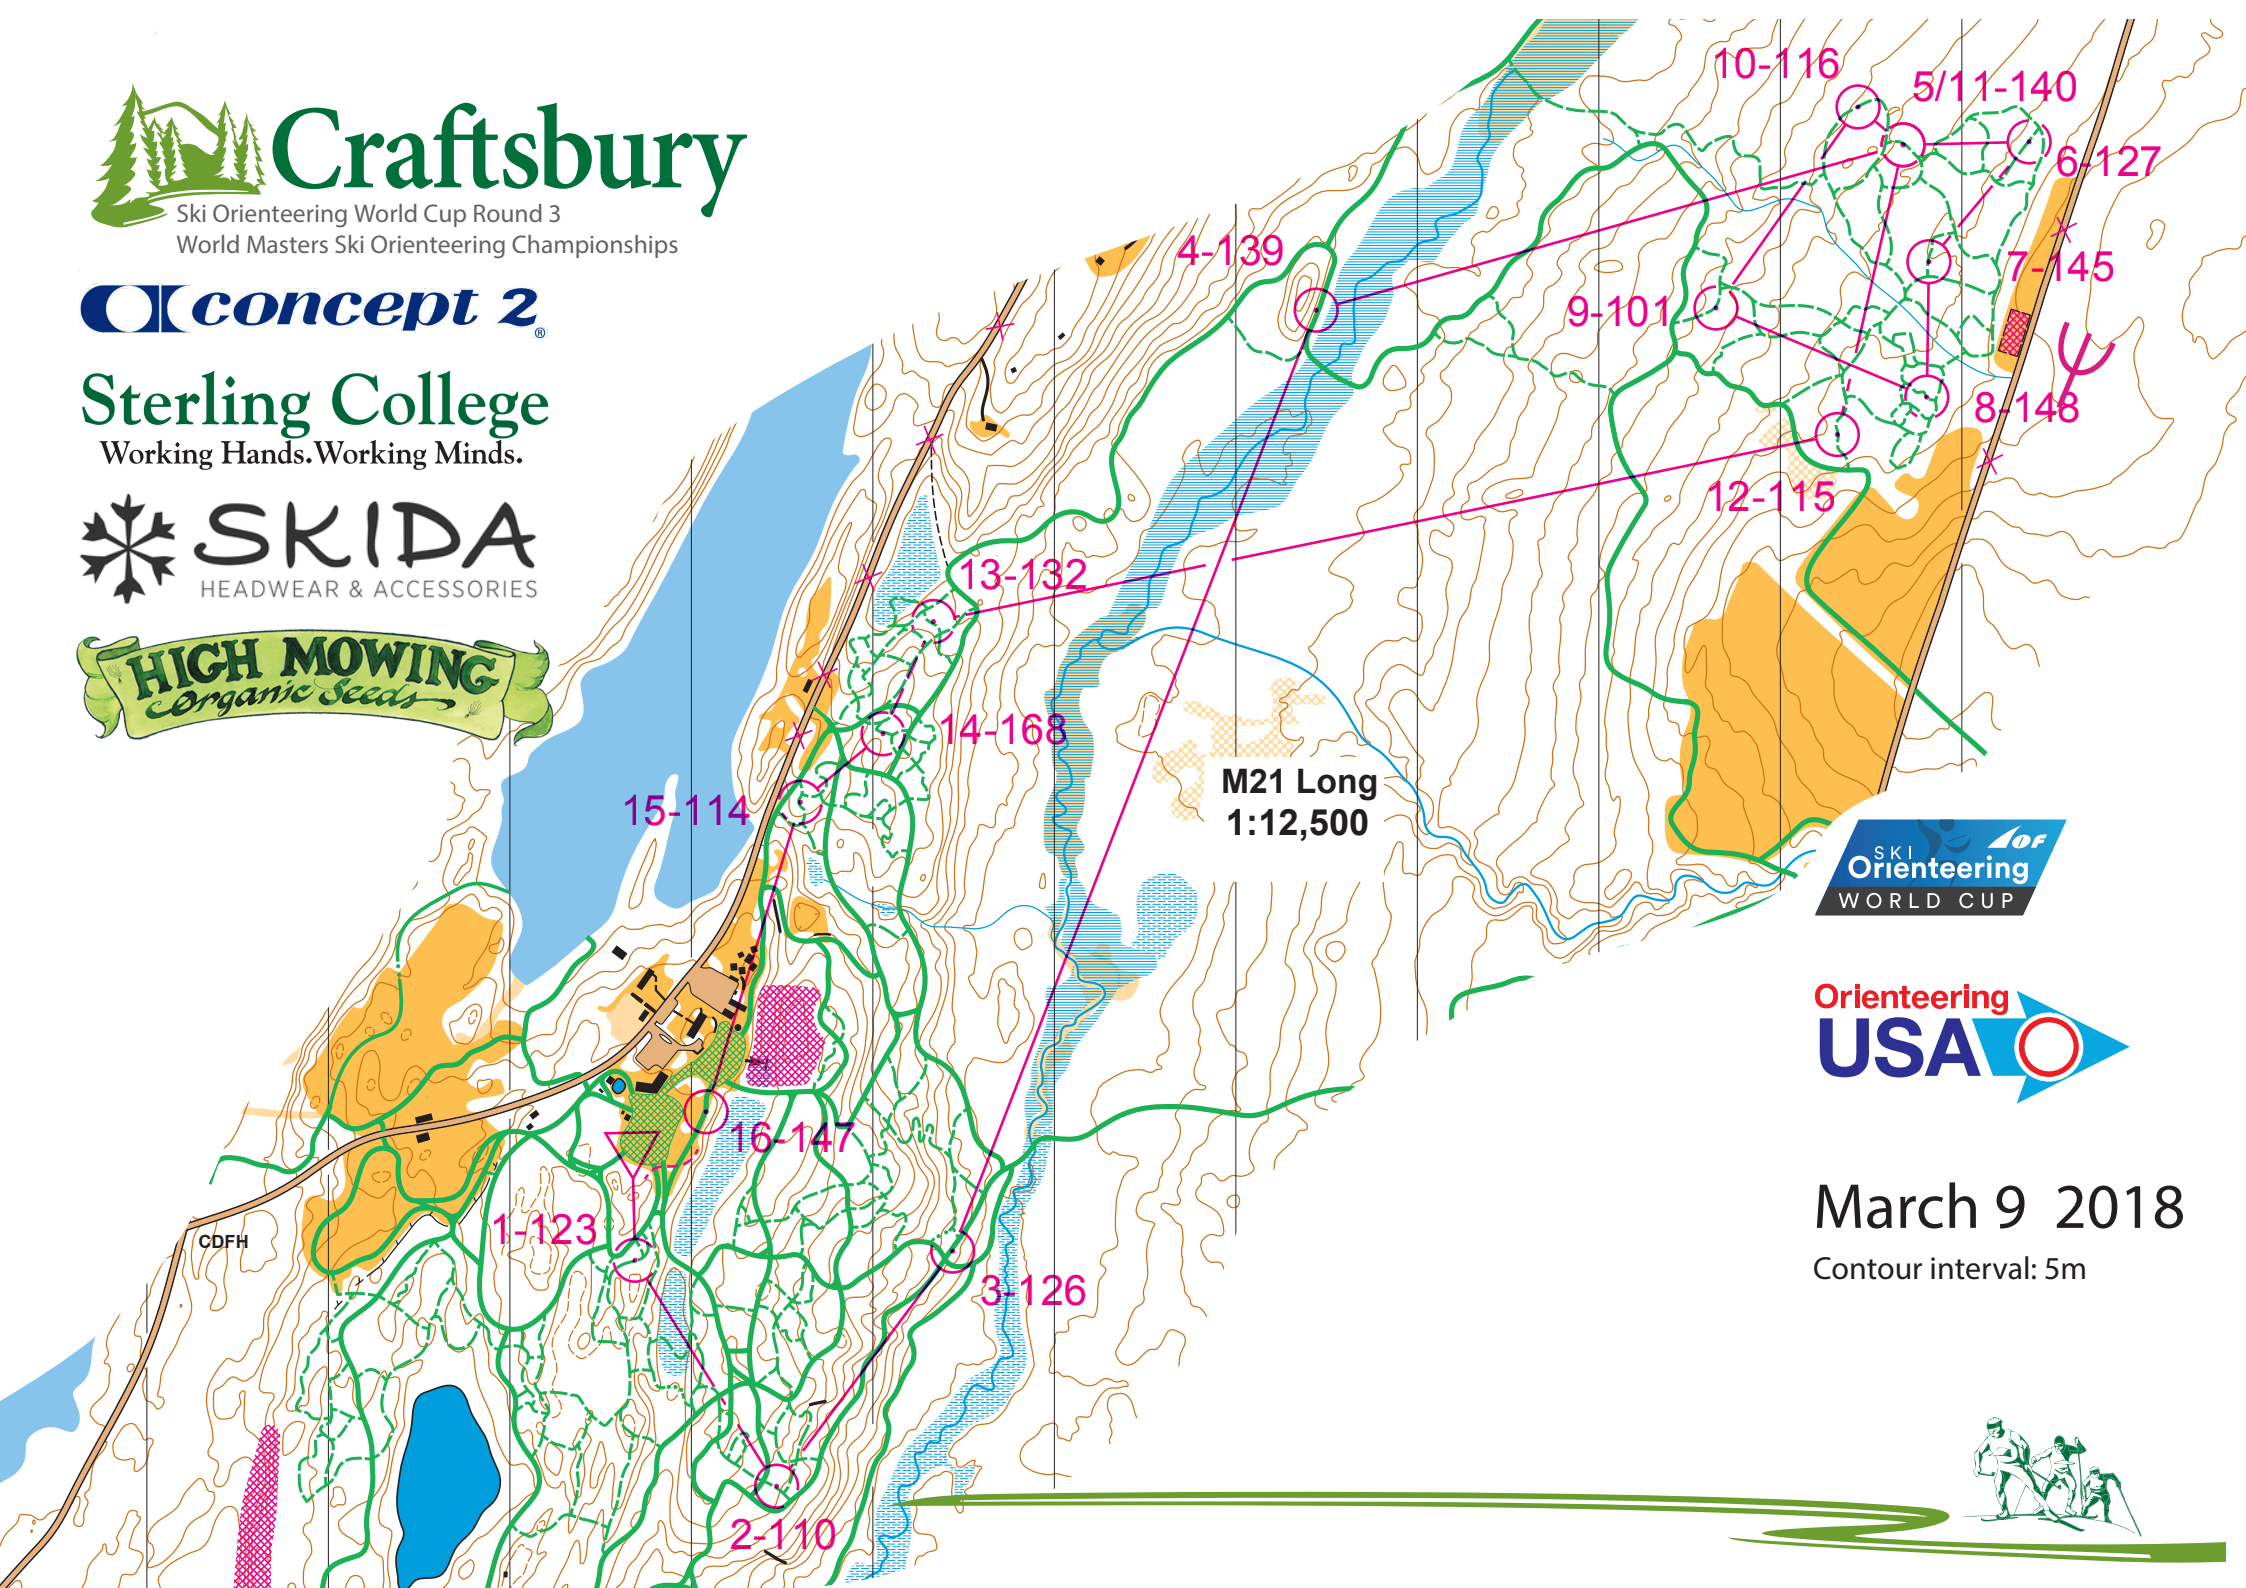 Craftsbury
Ski Orienteering World Cup Round 3
World Masters Ski Orienteering Championships
concept 2®
Sterling College
Working Hands. Working Minds.
SKIDA
HEADWEAR & ACCESSORIES
HIGH MOWING
Organic Seeds
10-116
5/11-140
6-127
4-139
7-145
9-101
8-148
12-115
13-132
14-168
15-114
M21 Long
1:12,500
16-147
1-123
CDFH
3-126
2-110
IOF
SKI
Orienteering
WORLD CUP
Orienteering
USA
March 9 2018
Contour interval: 5m